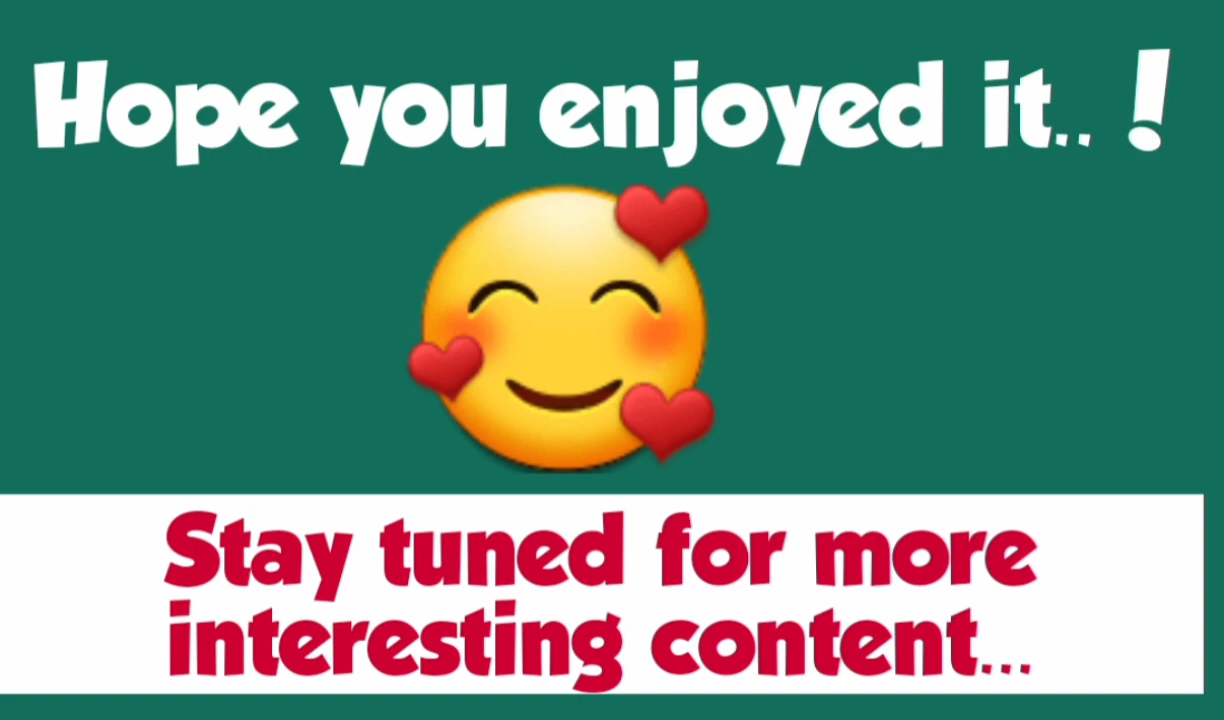 Hope you enjoyed it.. !
Stay tuned for more
interesting content...